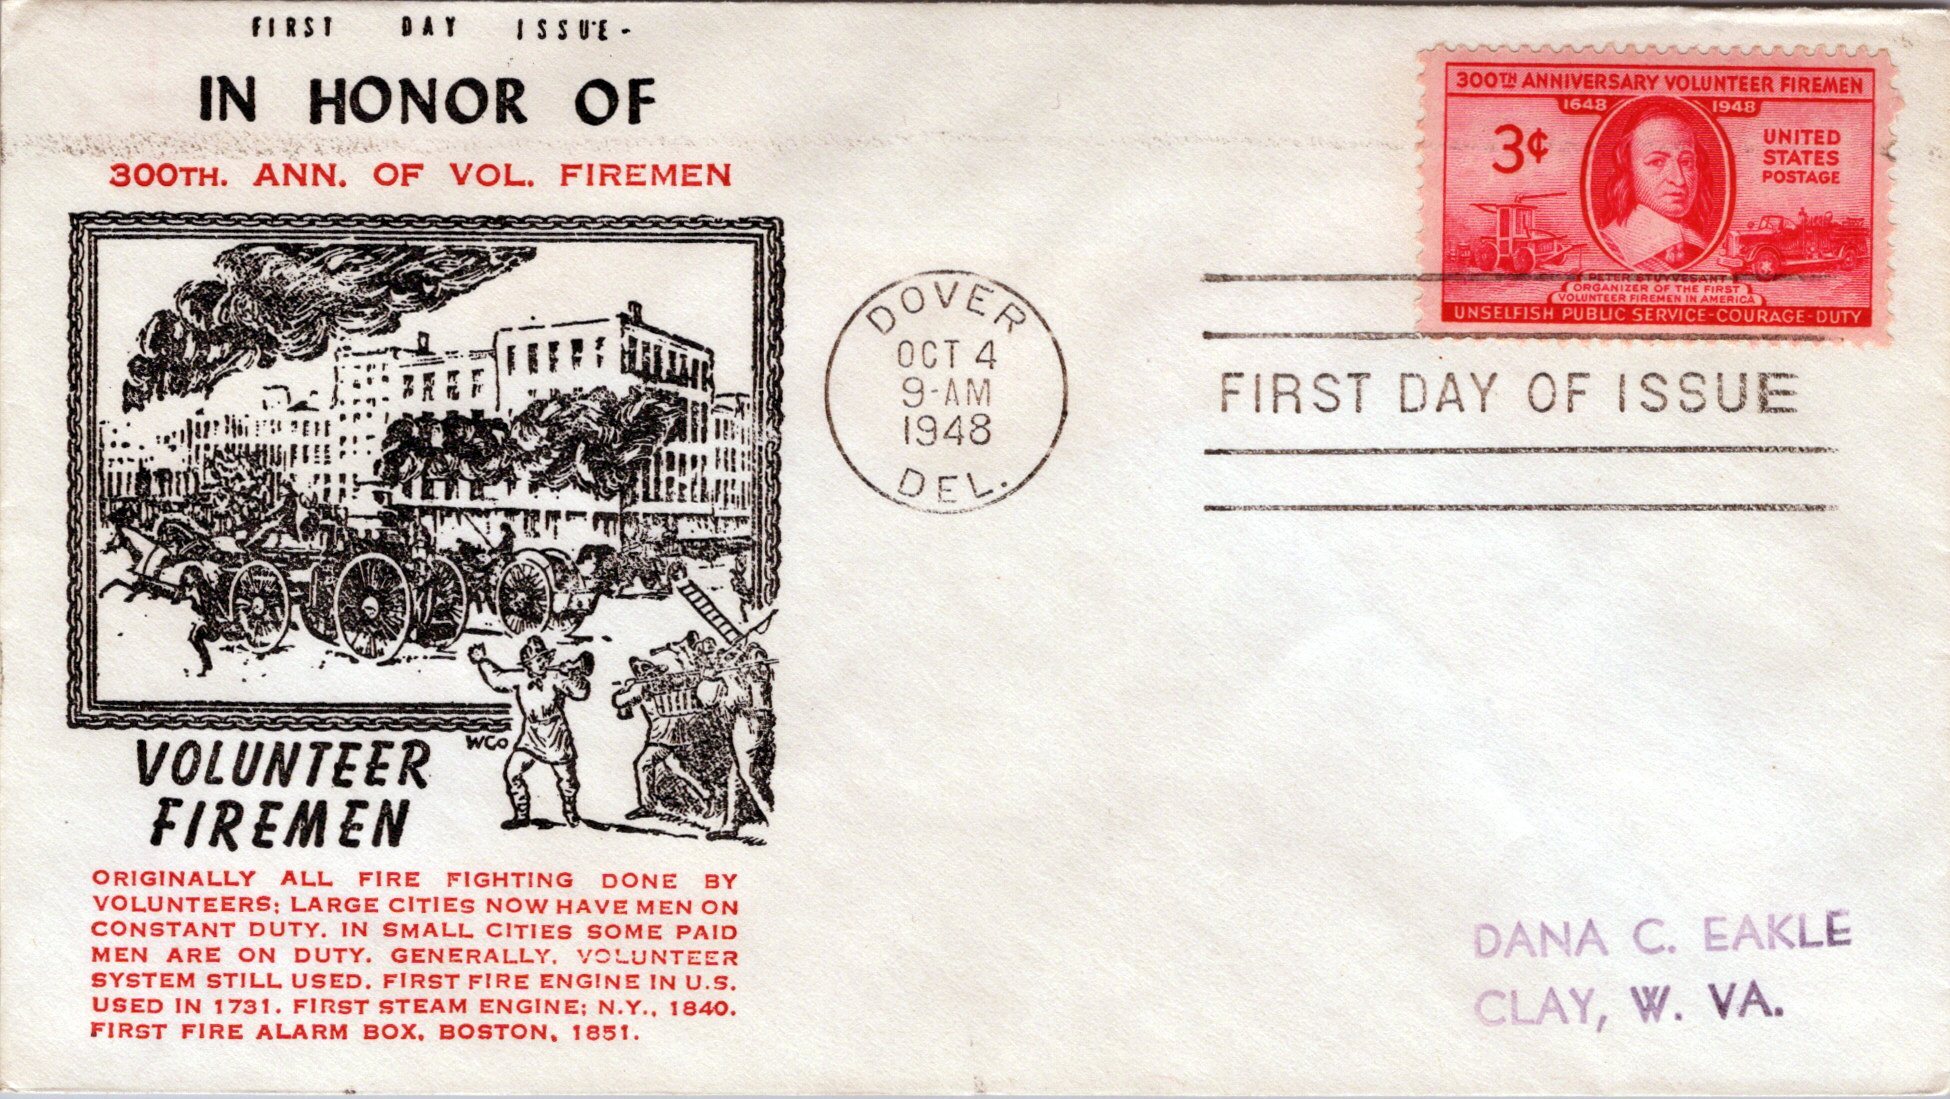 FIRST DAY ISSUE-
IN HONOR OF
300TH. ANN. OF VOL. FIREMEN
WCO
VOLUNTEER
FIREMEN
ORIGINALLY ALL FIRE FIGHTING DONE BY
VOLUNTEERS; LARGE CITIES NOW HAVE MEN ON
CONSTANT DUTY. IN SMALL CITIES SOME PAID
MEN ARE ON DUTY. GENERALLY, VOLUNTEER
SYSTEM STILL USED. FIRST FIRE ENGINE IN U.S.
USED IN 1731. FIRST STEAM ENGINE; N.Y., 1840.
FIRST FIRE ALARM BOX, BOSTON, 1851.
DOVER
OCT 4
9-AM
1948
DEL.
300TH ANNIVERSARY VOLUNTEER FIREMEN
1648 1948
3¢
UNITED
STATES
POSTAGE
PETER STUYVESANT
ORGANIZER OF THE FIRST
VOLUNTEER FIREMEN IN AMERICA
UNSELFISH PUBLIC SERVICE-COURAGE-DUTY
FIRST DAY OF ISSUE
DANA C. EAKLE
CLAY, W. VA.